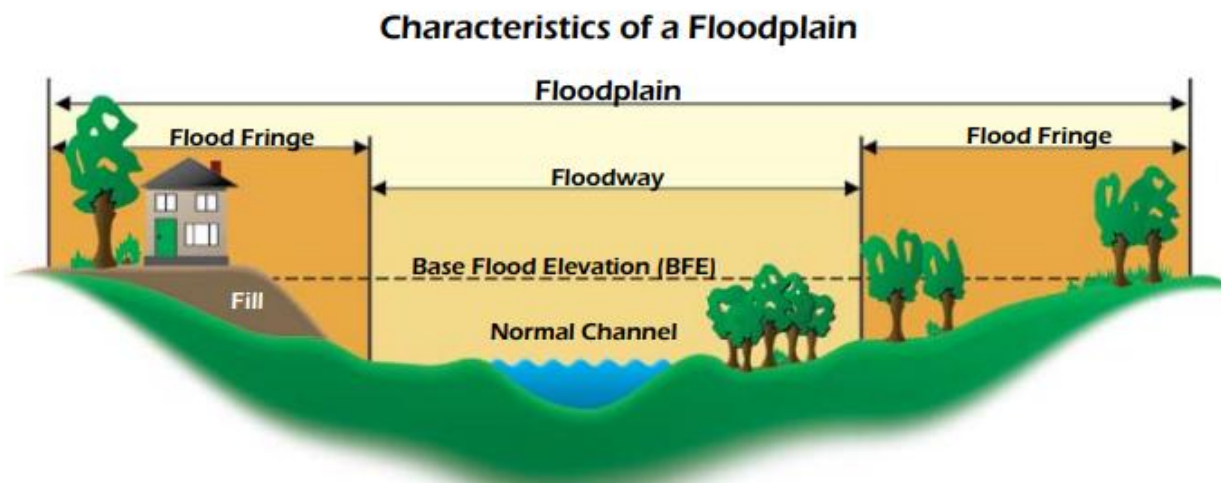 Characteristics of a Floodplain
Floodplain
Flood Fringe
Flood Fringe
Floodway
Base Flood Elevation (BFE)
Fill
Normal Channel